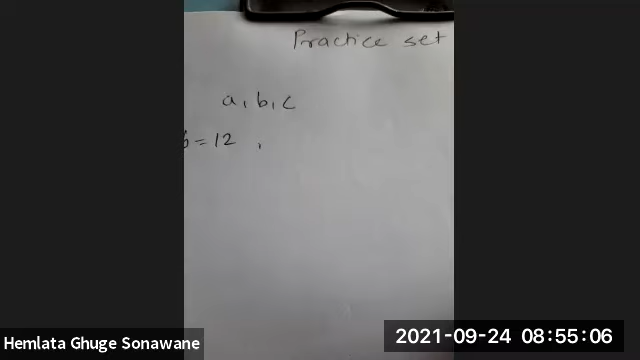 Practice set
a, b, c
b = 12 ,
Hemlata Ghuge Sonawane
2021-09-24 08:55:06